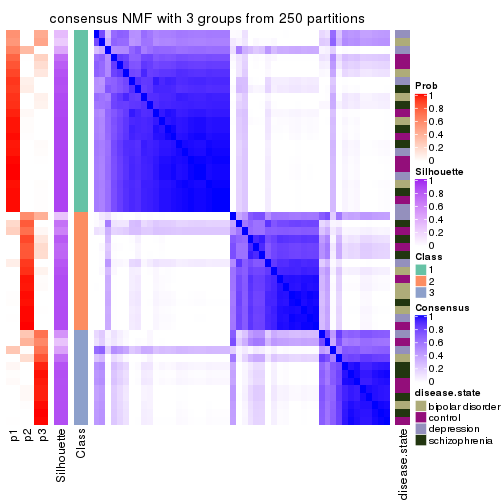 consensus NMF with 3 groups from 250 partitions
Prob
1
0.8
0.6
0.4
0.2
0
Silhouette
1
0.8
0.6
0.4
0.2
0
Class
1
2
3
Consensus
1
0.8
0.6
0.4
0.2
0
disease.state
bipolar disorder
control
depression
schizophrenia
p1
p2
p3
Silhouette
Class
disease.state